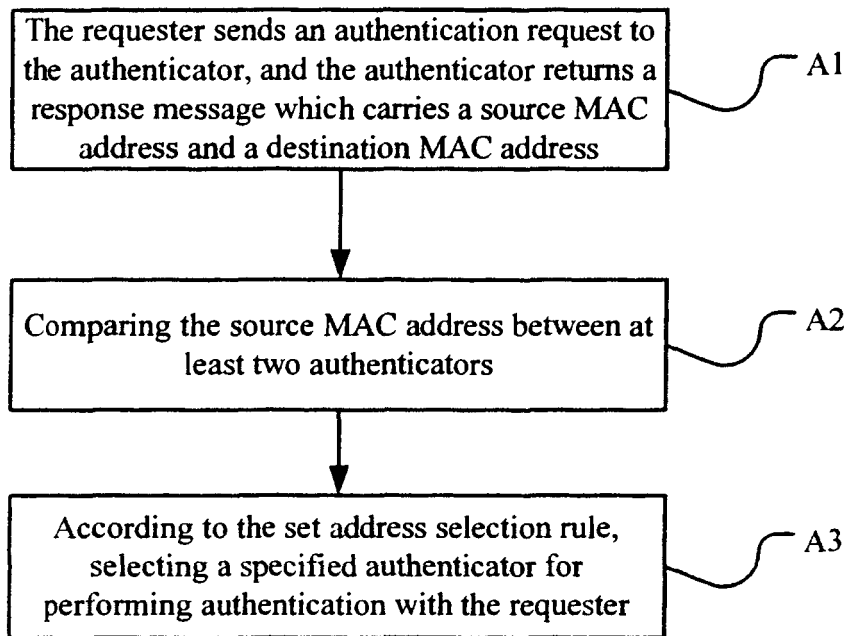 The requester sends an authentication request to
the authenticator, and the authenticator returns a
response message which carries a source MAC
address and a destination MAC address
A1
Comparing the source MAC address between at
least two authenticators
A2
According to the set address selection rule,
selecting a specified authenticator for
performing authentication with the requester
A3